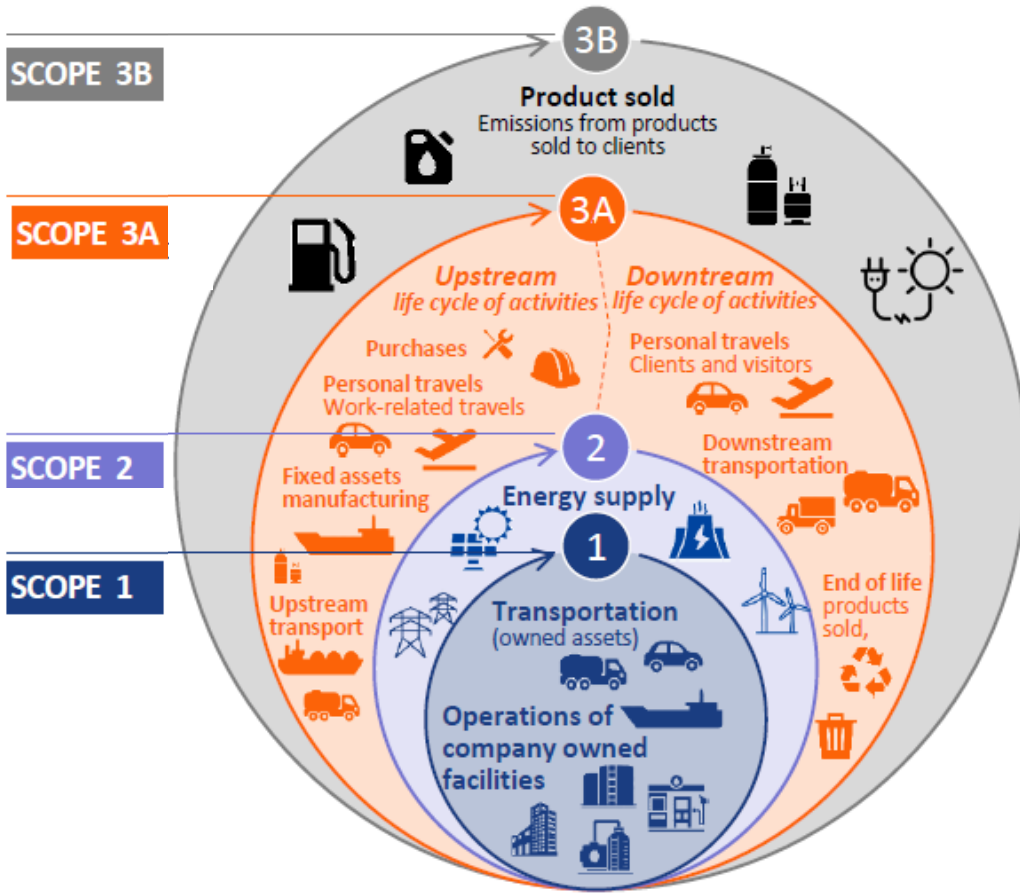 3B
SCOPE 3B
Product sold
Emissions from products
sold to clients
3A
SCOPE 3A
Upstream
life cycle of activities
Downtream
life cycle of activities
Purchases
Personal travels
Work-related travels
Personal travels
Clients and visitors
2
SCOPE 2
Fixed assets
manufacturing
Downstream
transportation
Energy supply
1
SCOPE 1
Upstream
transport
Transportation
(owned assets)
End of life
products
sold,
Operations of
company owned
facilities